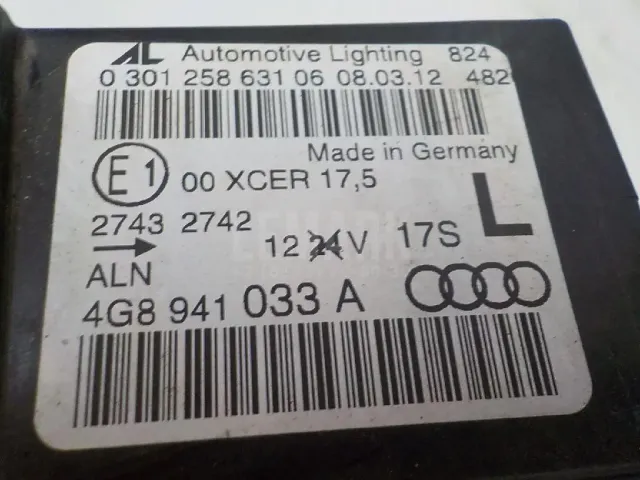 AL Automotive Lighting 824
0 301 258 631 06 08.03.12 482
Made in Germany
E1 00 XCER 17,5
2743 2742
12 24 V 17S L
ALN
4G8 941 033 A